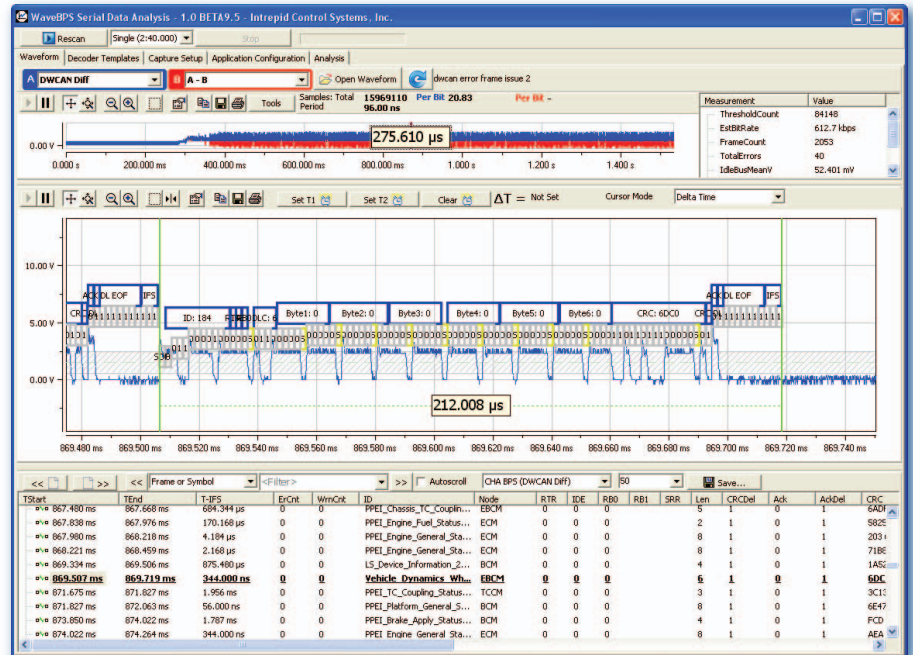 WaveBPS Serial Data Analysis - 1.0 BETA9.5 - Intrepid Control Systems, Inc.
Rescan Single (2:40.000) Stop
Waveform Decoder Templates Capture Setup Application Configuration Analysis
A DWCAN Diff B A - B Open Waveform dwcan error frame issue 2
Tools Samples: Total 15969110 Per Bit 20.83 Per Bit -
Period 96.00 ns
Measurement Value
ThresholdCount 84148
EstBitRate 612.7 kbps
FrameCount 2053
TotalErrors 40
IdleBusMeanV 52.401 mV
275.610 µs
0.00 V
0.000 s 200.000 ms 400.000 ms 600.000 ms 800.000 ms 1.000 s 1.200 s 1.400 s
Set T1 Set T2 Clear ΔT = Not Set Cursor Mode Delta Time
10.00 V
DL EOF IFS DL EOF IFS
ID: 184 DLC: 6 Byte1: 0 Byte2: 0 Byte3: 0 Byte4: 0 Byte5: 0 Byte6: 0 CRC: 6DC0
5.00 V
0.00 V
212.008 µs
869.480 ms 869.500 ms 869.520 ms 869.540 ms 869.560 ms 869.580 ms 869.600 ms 869.620 ms 869.640 ms 869.660 ms 869.680 ms 869.700 ms 869.720 ms 869.740 ms
<< >> << Frame or Symbol <Filter> >> Autoscroll CHA BPS (DWCAN Diff) 50 Save...
TStart TEnd T-IFS ErCnt WrnCnt ID Node RTR IDE RB0 RB1 SRR Len CRCDel Ack AckDel CRC
867.480 ms 867.668 ms 684.344 µs 0 0 PPEI_Chassis_TC_Couplin... EBCM 0 0 0 5 1 0 1 6ADF
867.838 ms 867.976 ms 170.168 µs 0 0 PPEI_Engine_Fuel_Status... ECM 0 0 0 2 1 0 1 5825
867.980 ms 868.218 ms 4.184 µs 0 0 PPEI_Engine_General_Sta... ECM 0 0 0 8 1 0 1 203
868.221 ms 868.459 ms 2.168 µs 0 0 PPEI_Engine_General_Sta... ECM 0 0 0 8 1 0 1 71B8
869.334 ms 869.506 ms 875.480 µs 0 0 LS_Device_Information_2... BCM 0 0 0 4 1 0 1 1A52
869.507 ms 869.719 ms 344.000 ns 0 0 Vehicle_Dynamics_Wh... EBCM 0 0 0 6 1 0 1 6DC
871.675 ms 871.827 ms 1.956 ms 0 0 PPEI_TC_Coupling_Status... TCCM 0 0 0 3 1 0 1 3C13
871.827 ms 872.063 ms 56.000 ns 0 0 PPEI_Platform_General_S... BCM 0 0 0 8 1 0 1 6E47
873.850 ms 874.022 ms 1.787 ms 0 0 PPEI_Brake_Apply_Status... BCM 0 0 0 4 1 0 1 FCD
874.022 ms 874.264 ms 344.000 ns 0 0 PPEI_Engine_General_Sta... ECM 0 0 0 8 1 0 1 AEA